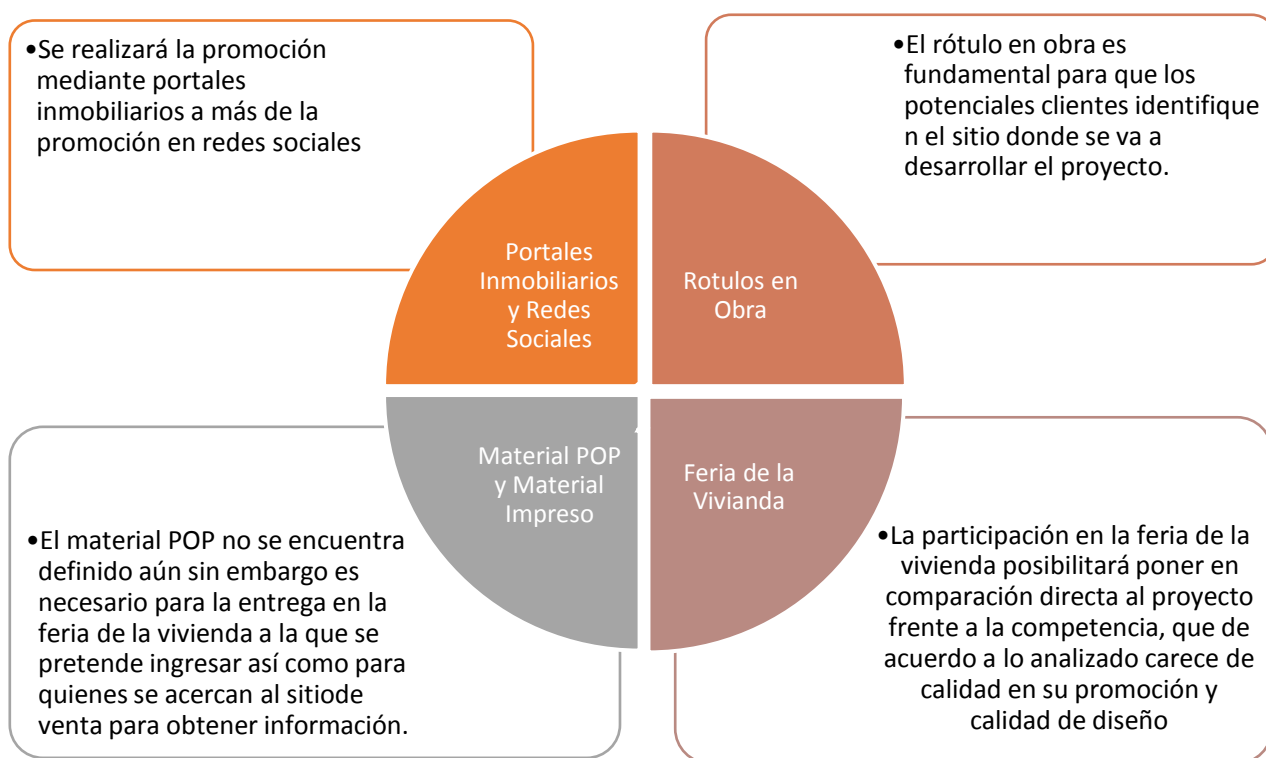 •Se realizará la promoción
mediante portales
inmobiliarios a más de la
promoción en redes sociales
•El rótulo en obra es
fundamental para que los
potenciales clientes identifique
n el sitio donde se va a
desarrollar el proyecto.
Portales
Inmobiliarios
y Redes
Sociales
Rotulos en
Obra
Material POP
y Material
Impreso
Feria de la
Vivianda
•El material POP no se encuentra
definido aún sin embargo es
necesario para la entrega en la
feria de la vivienda a la que se
pretende ingresar así como para
quienes se acercan al sitiode
venta para obtener información.
•La participación en la feria de la
vivienda posibilitará poner en
comparación directa al proyecto
frente a la competencia, que de
acuerdo a lo analizado carece de
calidad en su promoción y
calidad de diseño